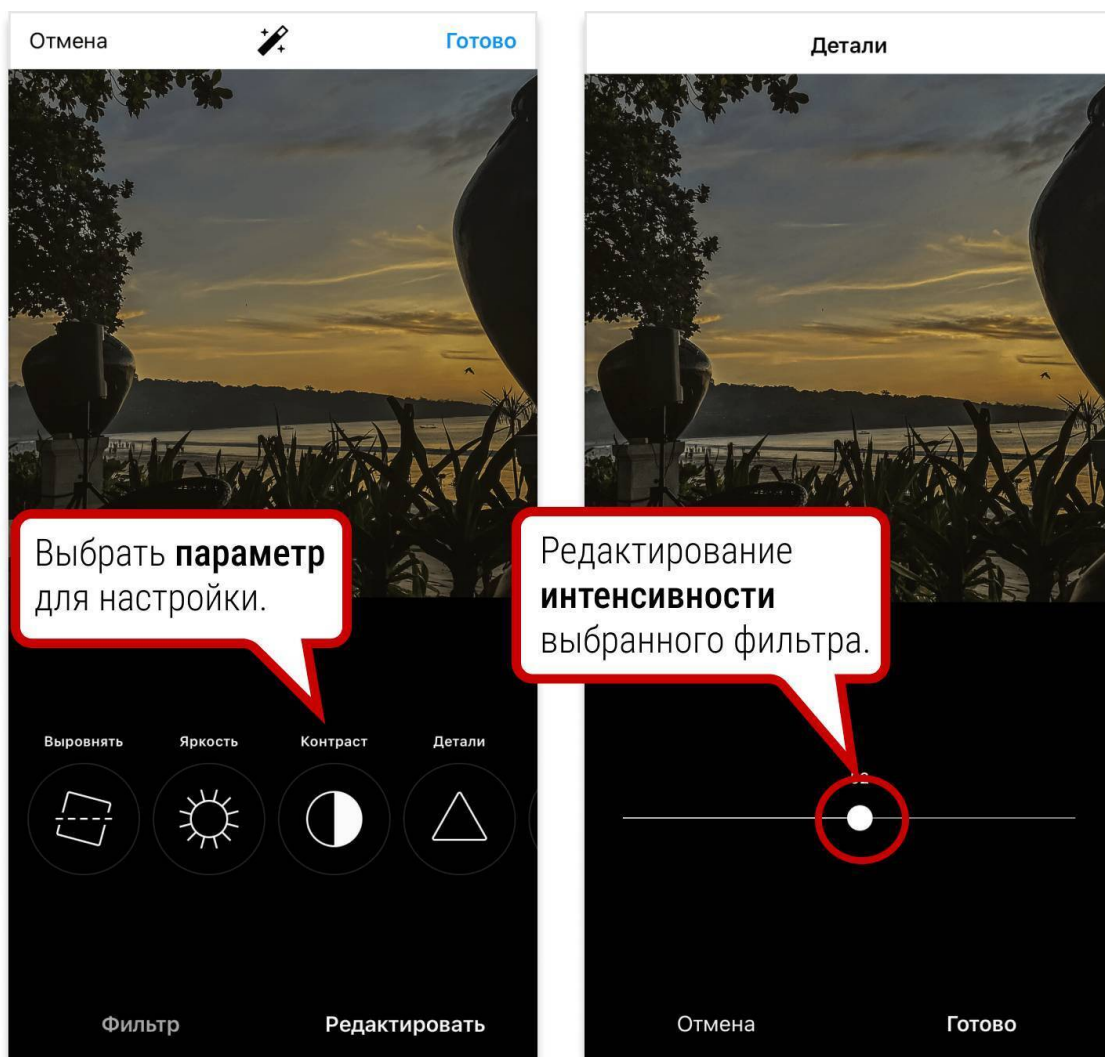 Отмена
Готово
Выбрать параметр
для настройки.
Выровнять
Яркость
Контраст
Детали
Фильтр
Редактировать
Детали
Редактирование
интенсивности
выбранного фильтра.
Отмена
Готово